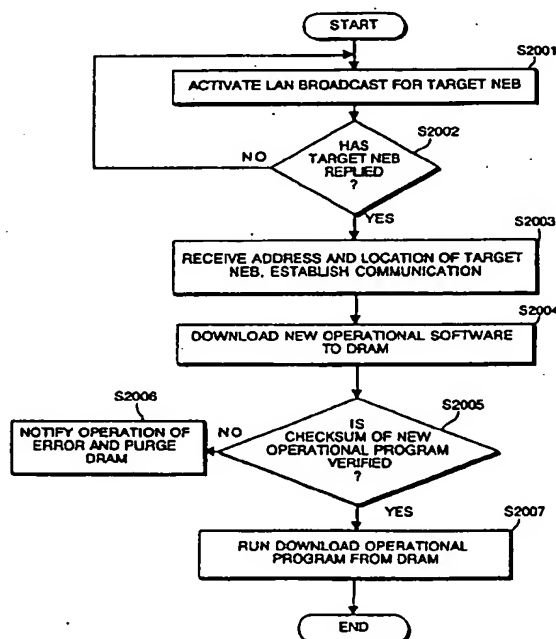 START
S2001
ACTIVATE LAN BROADCAST FOR TARGET NEB
S2002
HAS
TARGET NEB
REPLIED
?
NO
YES
S2003
RECEIVE ADDRESS AND LOCATION OF TARGET
NEB, ESTABLISH COMMUNICATION
S2004
DOWNLOAD NEW OPERATIONAL SOFTWARE
TO DRAM
S2006
NOTIFY OPERATION OF
ERROR AND PURGE
DRAM
NO
S2005
IS
CHECKSUM OF NEW
OPERATIONAL PROGRAM
VERIFIED
?
YES
S2007
RUN DOWNLOAD OPERATIONAL
PROGRAM FROM DRAM
END